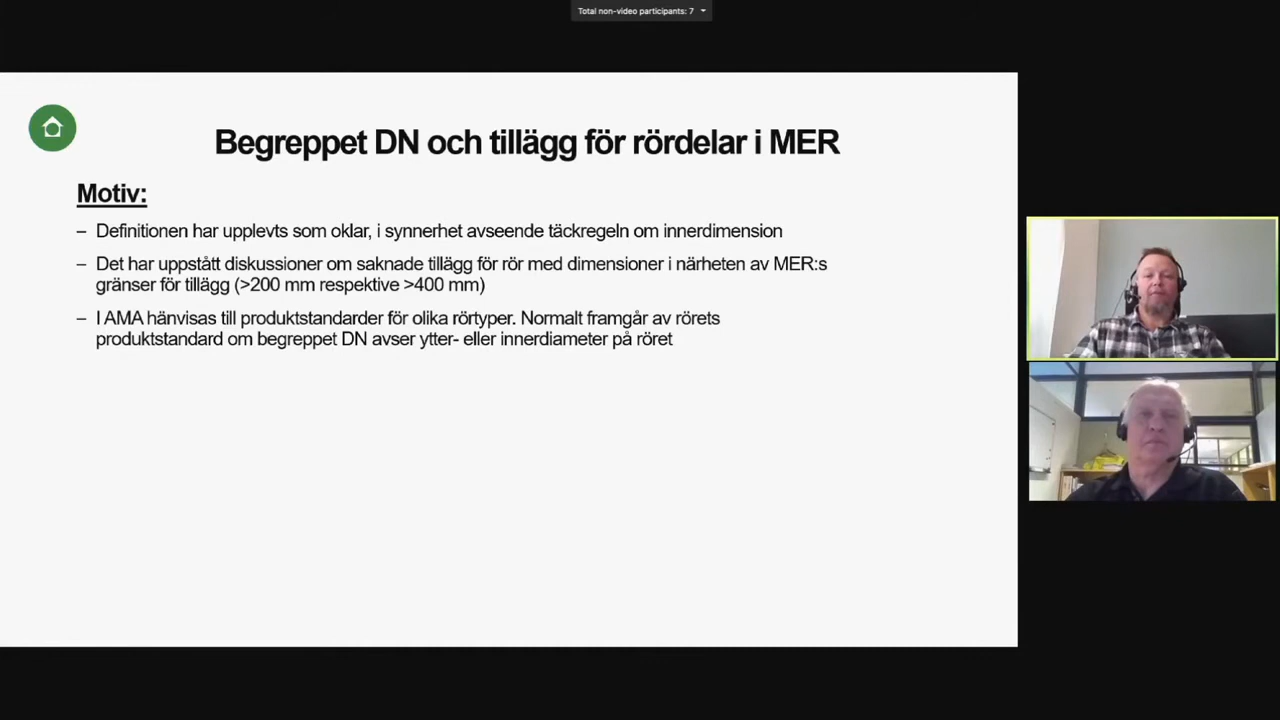 Total non-video participants: 7
Begreppet DN och tillägg för rördelar i MER
Motiv:
– Definitionen har upplevts som oklar, i synnerhet avseende täckregeln om innerdimension
– Det har uppstått diskussioner om saknade tillägg för rör med dimensioner i närheten av MER:s
gränser för tillägg (>200 mm respektive >400 mm)
– I AMA hänvisas till produktstandarder för olika rörtyper. Normalt framgår av rörets
produktstandard om begreppet DN avser ytter- eller innerdiameter på röret